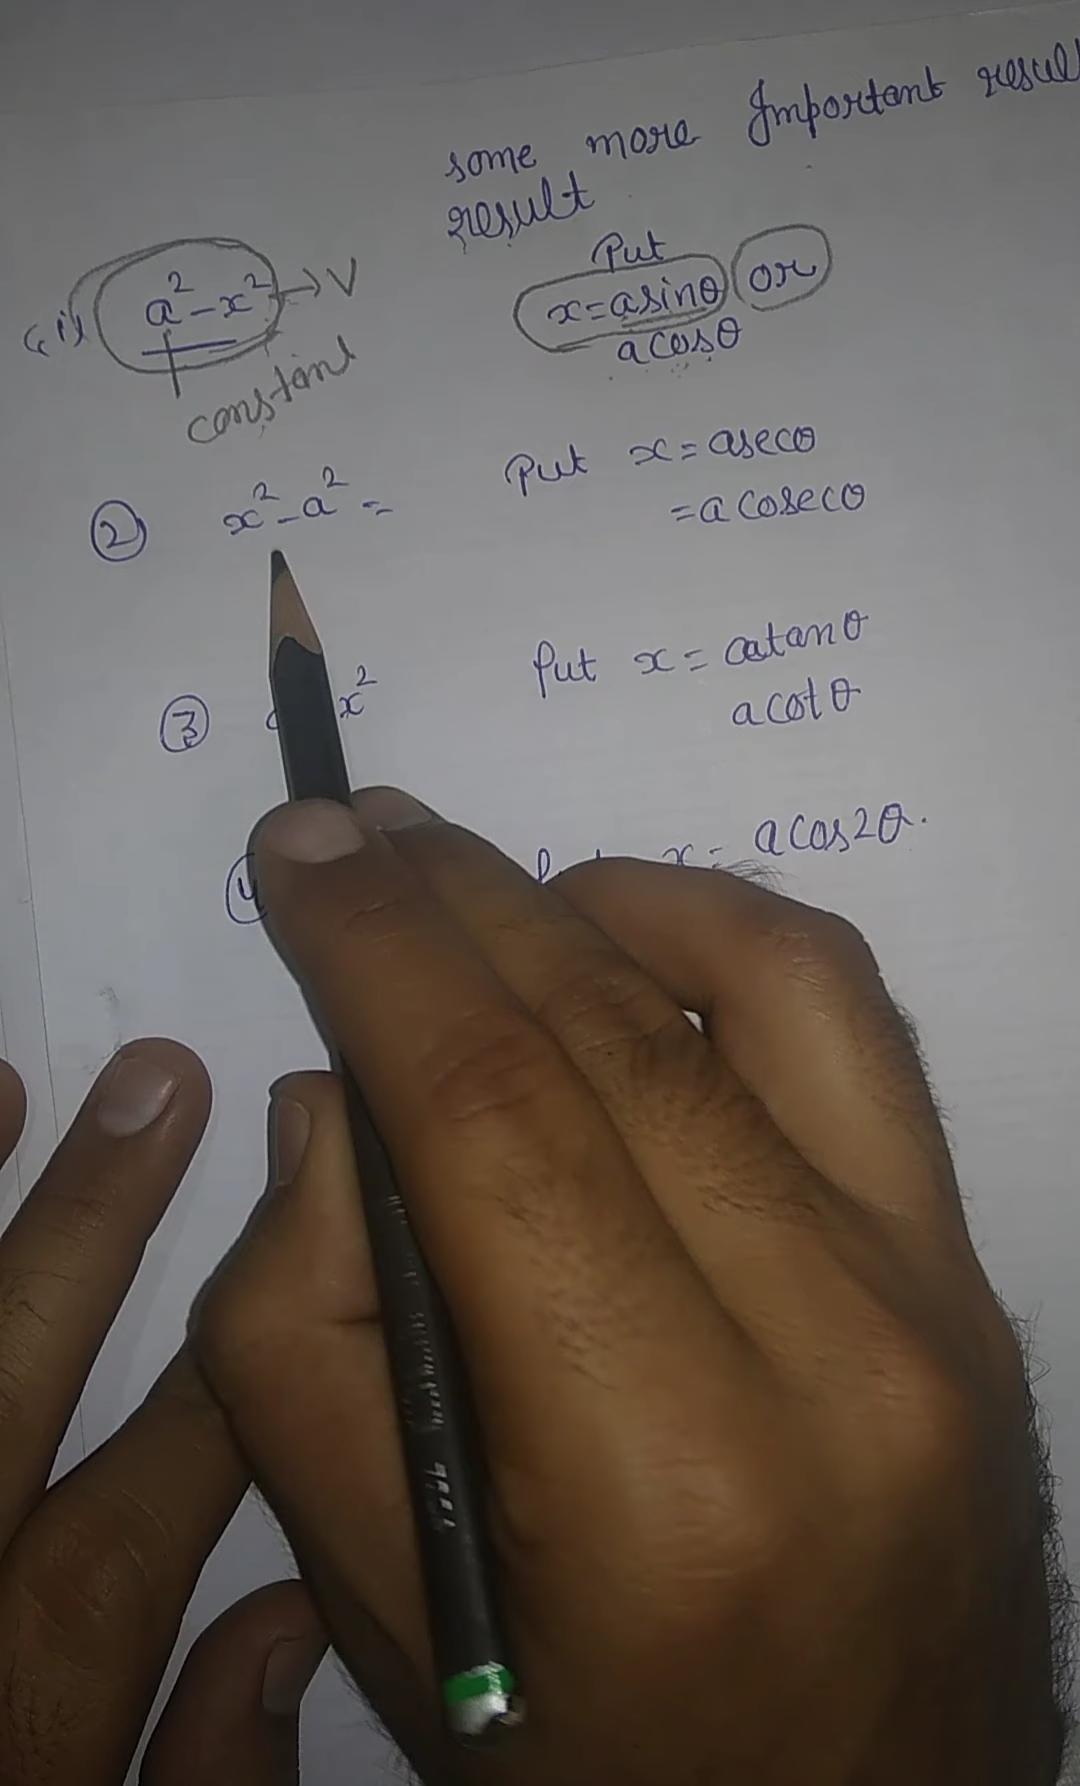 some more Important resul
result
(i) a² - x² → V
constant
Put
x = asinθ or
acosθ
② x² - a² =
Put x = asecθ
= a cosecθ
③ x²
Put x = atanθ
acotθ
④
x = acos2θ.